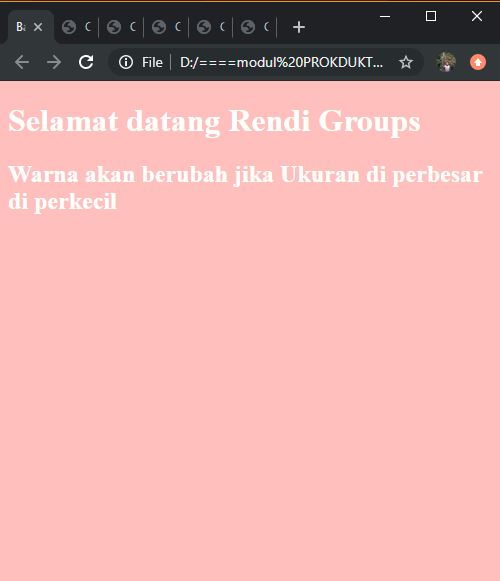 Ba
File
D:/====modul%20PROKDUKT...
Selamat datang Rendi Groups
Warna akan berubah jika Ukuran di perbesar
di perkecil